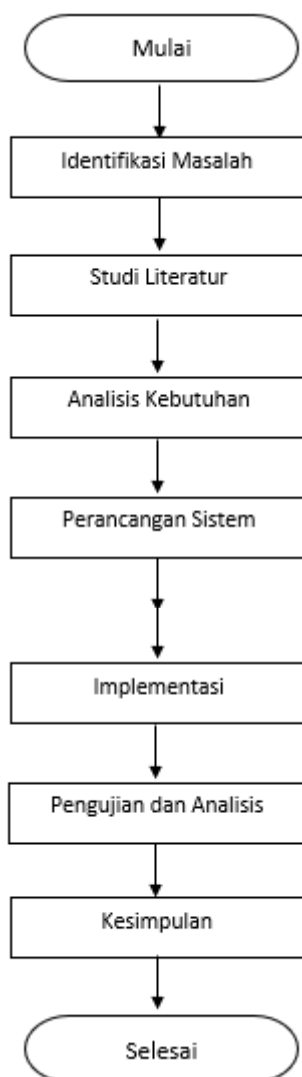 Mulai
Identifikasi Masalah
Studi Literatur
Analisis Kebutuhan
Perancangan Sistem
Implementasi
Pengujian dan Analisis
Kesimpulan
Selesai